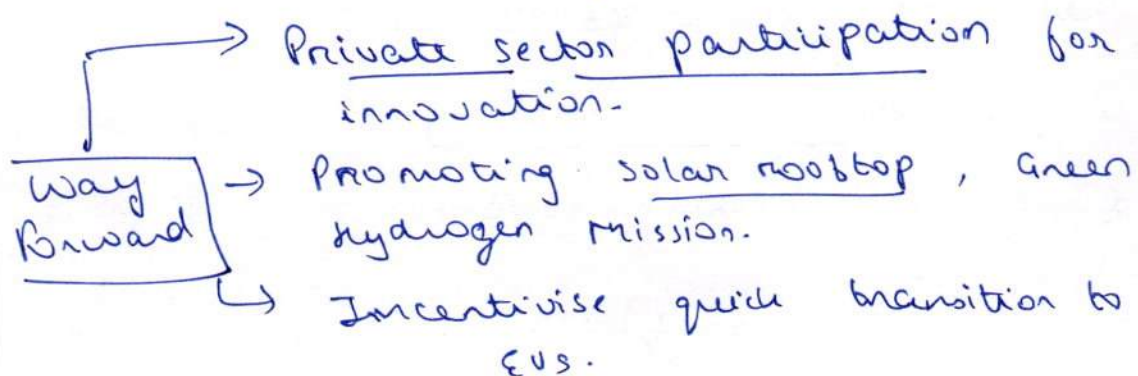 → Private sector participation for
innovation.
Way → Promoting solar rooftop, Green
Forward Hydrogen Mission.
↳ Incentivise quick transition to
EVs.